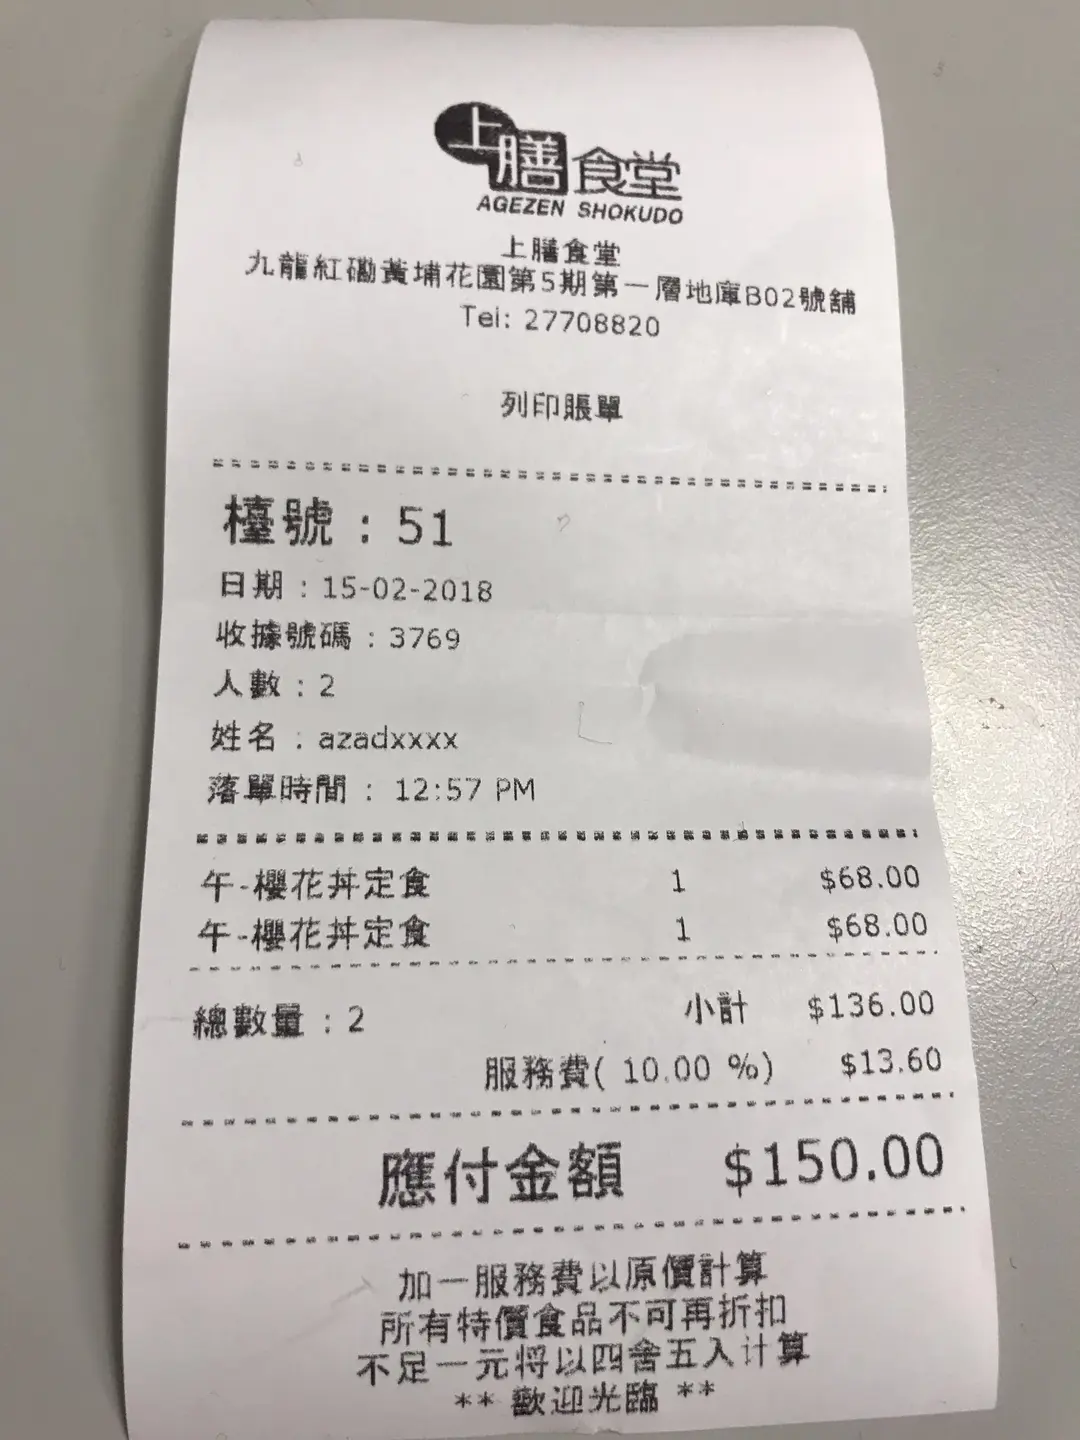 上膳食堂
AGEZEN SHOKUDO
上膳食堂
九龍紅磡黃埔花園第5期第一層地庫B02號舖
Tel: 27708820
列印賬單
檯號 : 51
日期 : 15-02-2018
收據號碼 : 3769
人數 : 2
姓名 : azadxxxx
落單時間 : 12:57 PM
午-櫻花丼定食 1 $68.00
午-櫻花丼定食 1 $68.00
總數量 : 2 小計 $136.00
服務費( 10.00 %) $13.60
應付金額 $150.00
加一服務費以原價計算
所有特價食品不可再折扣
不足一元将以四舍五入计算
** 歡迎光臨 **